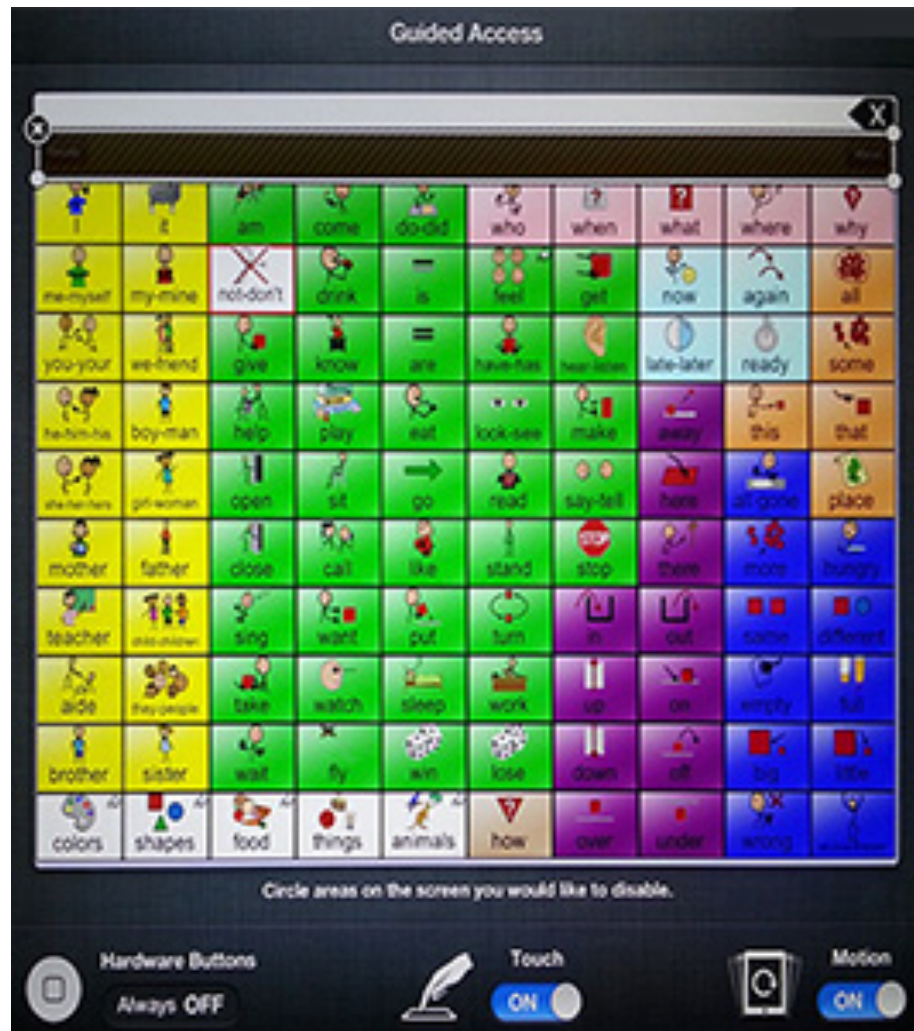 Guided Access
X
I it am come do-did who when what where why
me-myself my-mine not-don't drink is feel get now again all
you-your we-friend give know are have-has hear-listen late-later ready some
he-him-his boy-man help play eat look-see make away this that
she-her-hers girl-woman open sit go read say-tell here all gone place
mother father close call like stand STOP stop there more hungry
teacher child-children sing want put turn in out same different
aide they-people take watch sleep work up on empty full
brother sister wait fly win lose down off big little
colors shapes food things animals how over under wrong
Circle areas on the screen you would like to disable.
Hardware Buttons Touch Motion
Always OFF ON ON